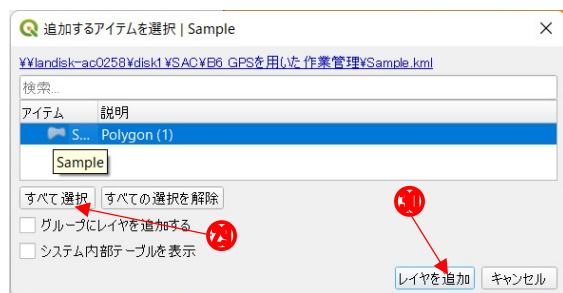 追加するアイテムを選択 | Sample
¥¥landisk-ac0258¥disk1¥SAC¥B6 GPSを用いた作業管理¥Sample.kml
検索...
アイテム 説明
S... Polygon (1)
Sample
すべて選択 すべての選択を解除
グループにレイヤを追加する
29
30
システム内部テーブルを表示
レイヤを追加 キャンセル